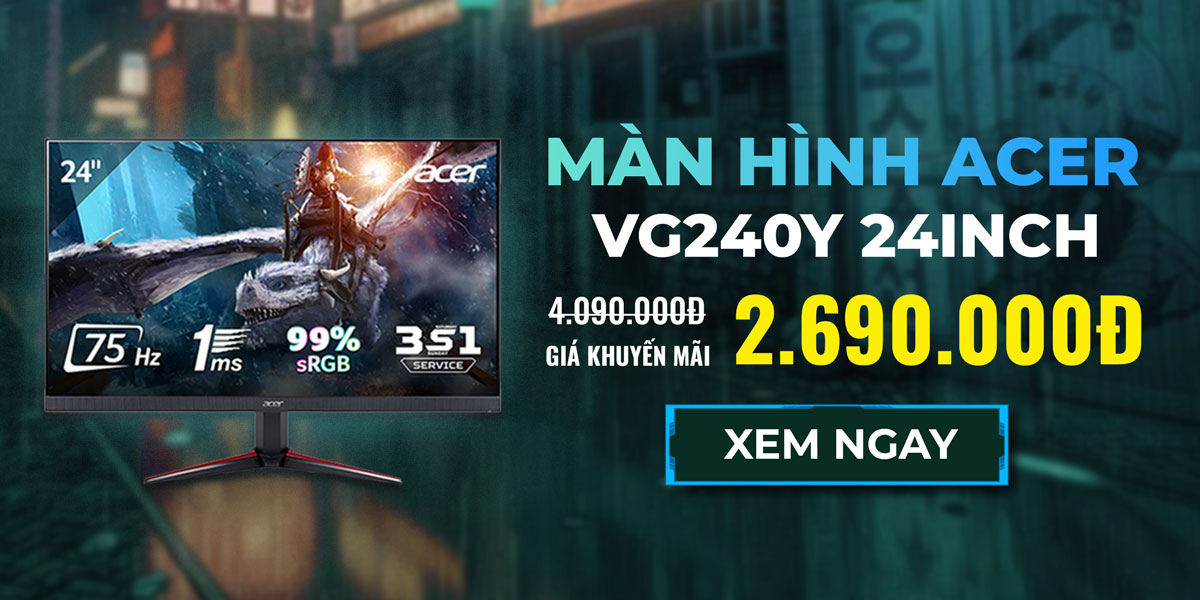 24"
acer
75 Hz
1ms
99%
sRGB
3S1
SERVICE
acer
MÀN HÌNH ACER
VG240Y 24INCH
4.090.000Đ
GIÁ KHUYẾN MÃI
2.690.000Đ
XEM NGAY